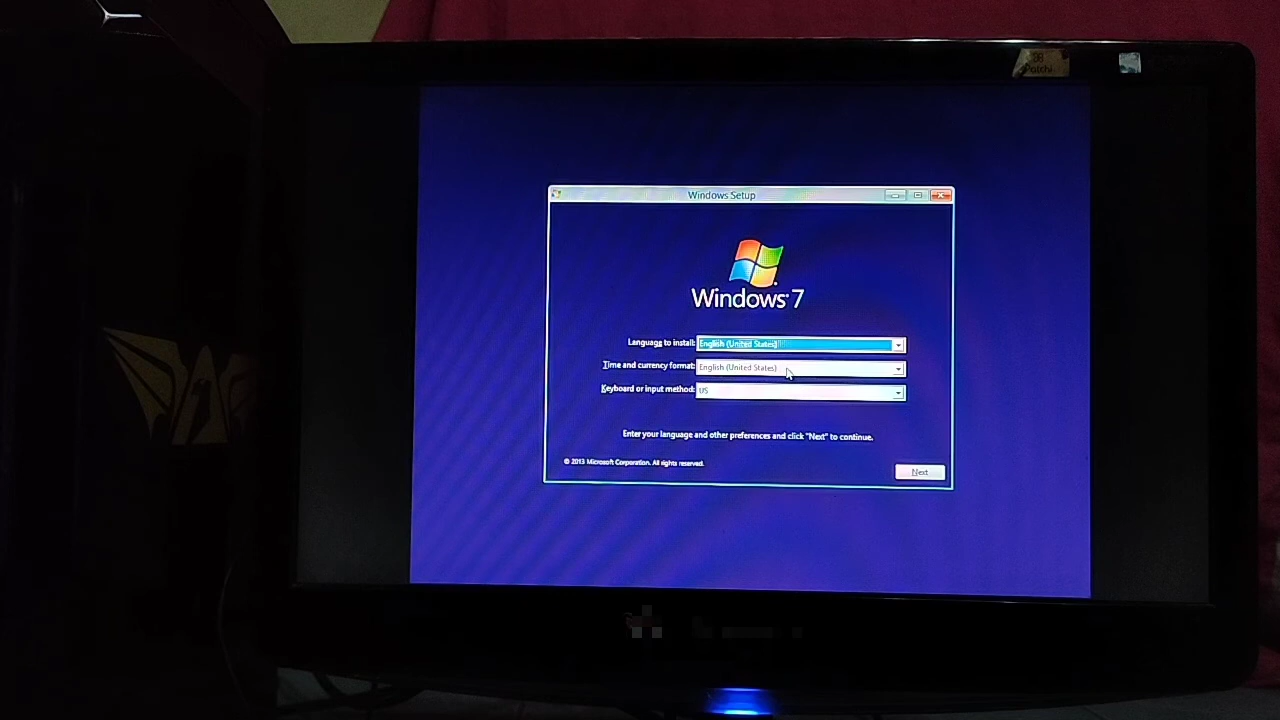 Patchi
Windows Setup
Windows 7
Language to install: English (United States)
Time and currency format: English (United States)
Keyboard or input method: US
Enter your language and other preferences and click "Next" to continue.
© 2013 Microsoft Corporation. All rights reserved.
Next